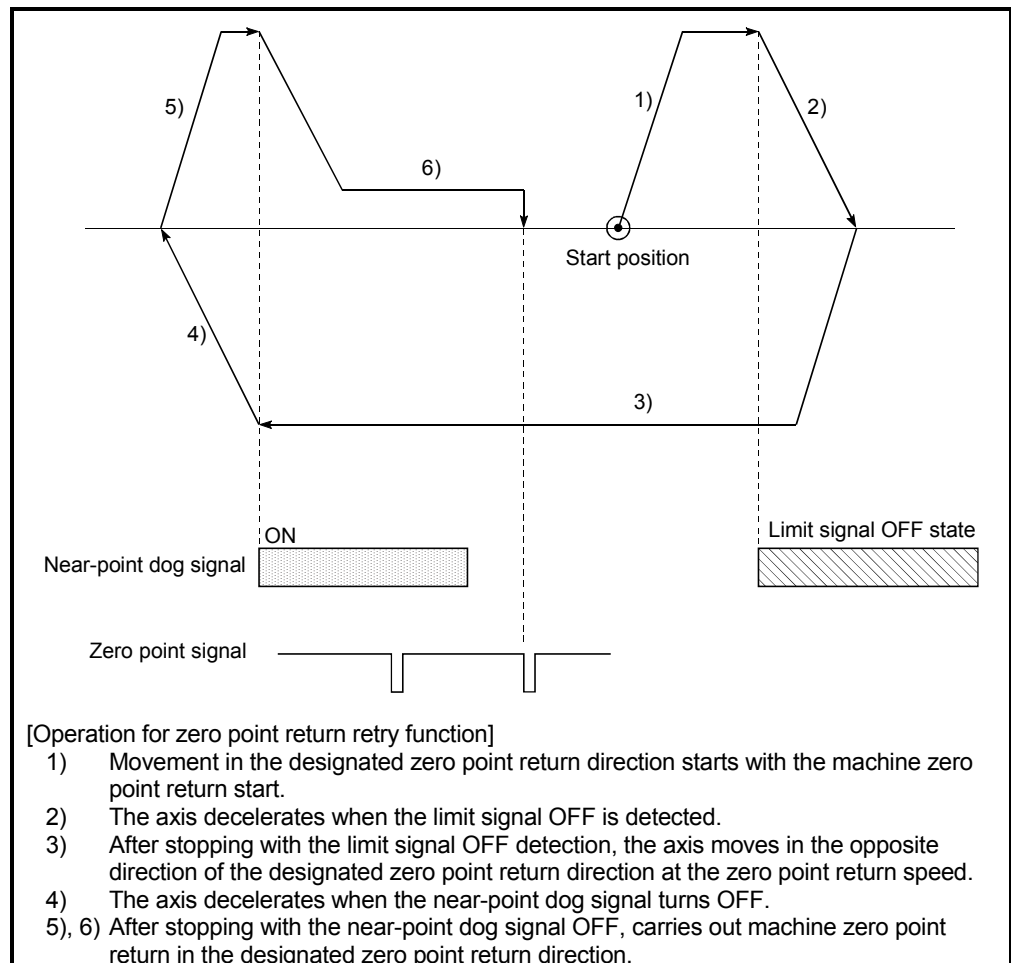 5)
1)
2)
6)
Start position
4)
3)
ON
Limit signal OFF state
Near-point dog signal
Zero point signal
[Operation for zero point return retry function]
1) Movement in the designated zero point return direction starts with the machine zero
point return start.
2) The axis decelerates when the limit signal OFF is detected.
3) After stopping with the limit signal OFF detection, the axis moves in the opposite
direction of the designated zero point return direction at the zero point return speed.
4) The axis decelerates when the near-point dog signal turns OFF.
5), 6) After stopping with the near-point dog signal OFF, carries out machine zero point
return in the designated zero point return direction.